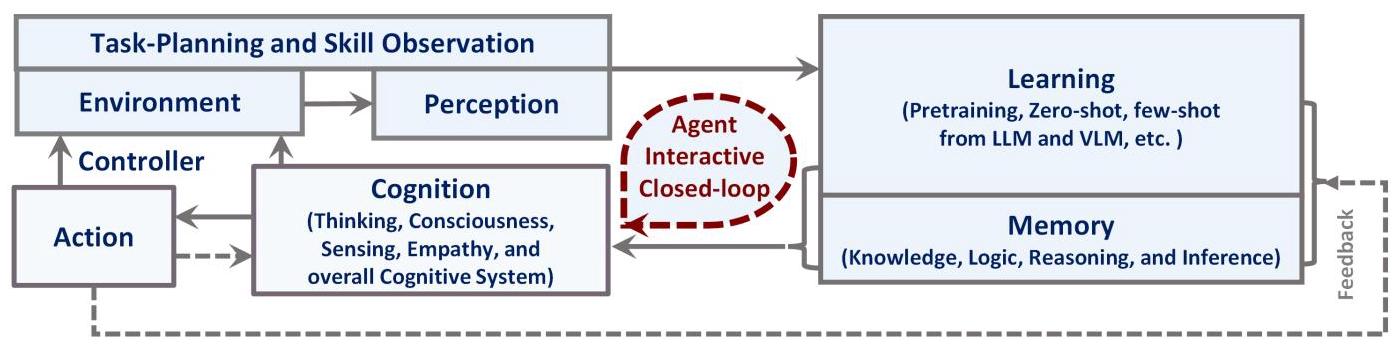 Task-Planning and Skill Observation
Environment
Perception
Controller
Action
Cognition
(Thinking, Consciousness,
Sensing, Empathy, and
overall Cognitive System)
Agent
Interactive
Closed-loop
Learning
(Pretraining, Zero-shot, few-shot
from LLM and VLM, etc. )
Memory
(Knowledge, Logic, Reasoning, and Inference)
Feedback